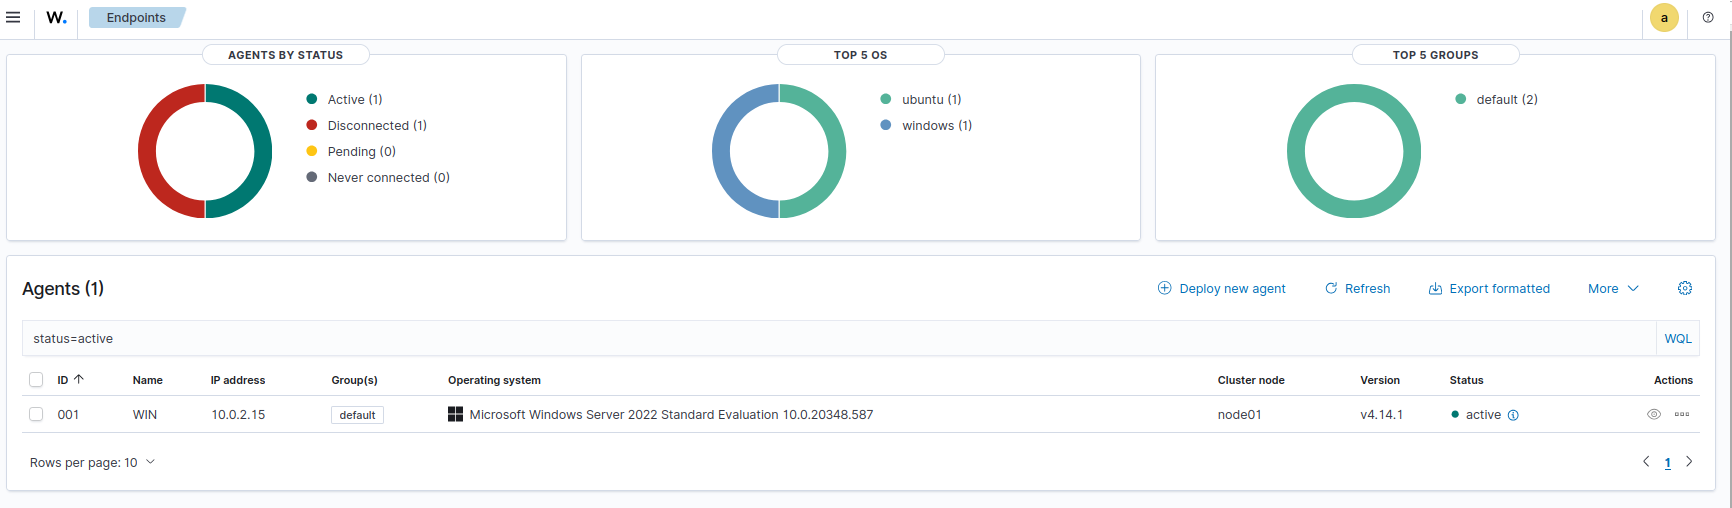 W. Endpoints a
AGENTS BY STATUS
Active (1)
Disconnected (1)
Pending (0)
Never connected (0)
TOP 5 OS
ubuntu (1)
windows (1)
TOP 5 GROUPS
default (2)
Agents (1) Deploy new agent Refresh Export formatted More
status=active WQL
ID Name IP address Group(s) Operating system Cluster node Version Status Actions
001 WIN 10.0.2.15 default Microsoft Windows Server 2022 Standard Evaluation 10.0.20348.587 node01 v4.14.1 active
Rows per page: 10 1